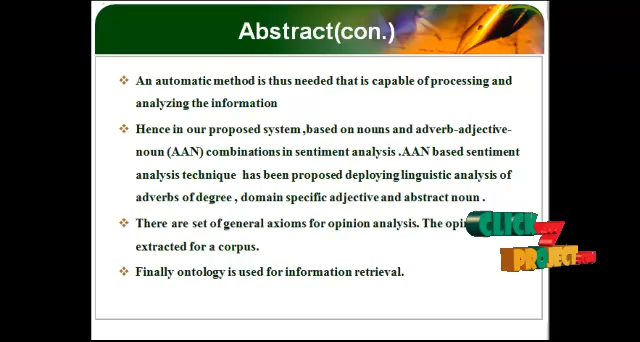 Abstract(con.)
❖ An automatic method is thus needed that is capable of processing and
analyzing the information
❖ Hence in our proposed system ,based on nouns and adverb-adjective-
noun (AAN) combinations in sentiment analysis .AAN based sentiment
analysis technique has been proposed deploying linguistic analysis of
adverbs of degree , domain specific adjective and abstract noun .
❖ There are set of general axioms for opinion analysis. The
extracted for a corpus.
❖ Finally ontology is used for information retrieval.
CLICK
PROJECT